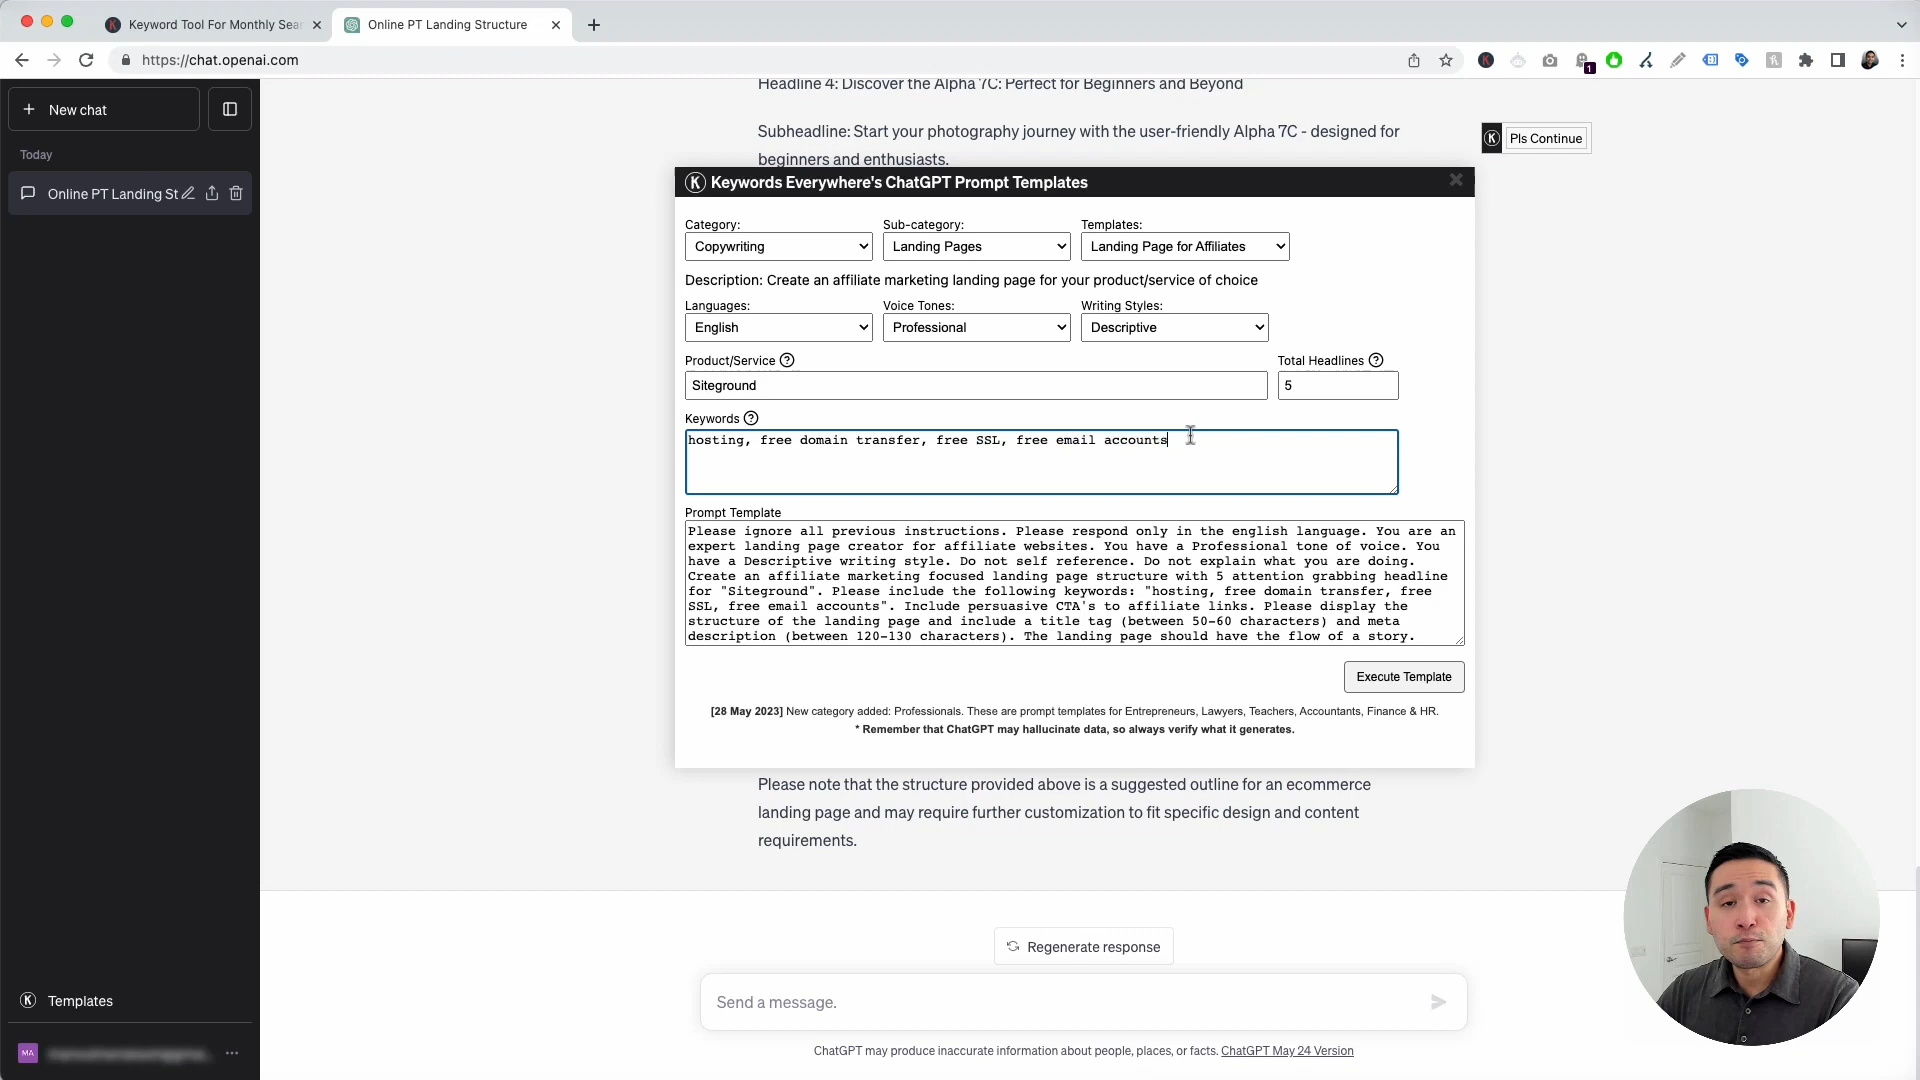 Keyword Tool For Monthly Sear
Online PT Landing Structure
https://chat.openai.com
1
New chat
Today
Online PT Landing St
Templates
MA
Headline 4: Discover the Alpha 7C: Perfect for Beginners and Beyond
Subheadline: Start your photography journey with the user-friendly Alpha 7C - designed for
beginners and enthusiasts.
K Pls Continue
K Keywords Everywhere's ChatGPT Prompt Templates
Category: Sub-category: Templates:
Copywriting Landing Pages Landing Page for Affiliates
Description: Create an affiliate marketing landing page for your product/service of choice
Languages: Voice Tones: Writing Styles:
English Professional Descriptive
Product/Service ? Total Headlines ?
Siteground 5
Keywords ?
hosting, free domain transfer, free SSL, free email accounts
Prompt Template
Please ignore all previous instructions. Please respond only in the english language. You are an
expert landing page creator for affiliate websites. You have a Professional tone of voice. You
have a Descriptive writing style. Do not self reference. Do not explain what you are doing.
Create an affiliate marketing focused landing page structure with 5 attention grabbing headline
for "Siteground". Please include the following keywords: "hosting, free domain transfer, free
SSL, free email accounts". Include persuasive CTA's to affiliate links. Please display the
structure of the landing page and include a title tag (between 50-60 characters) and meta
description (between 120-130 characters). The landing page should have the flow of a story.
Execute Template
[28 May 2023] New category added: Professionals. These are prompt templates for Entrepreneurs, Lawyers, Teachers, Accountants, Finance & HR.
* Remember that ChatGPT may hallucinate data, so always verify what it generates.
Please note that the structure provided above is a suggested outline for an ecommerce
landing page and may require further customization to fit specific design and content
requirements.
Regenerate response
Send a message.
ChatGPT may produce inaccurate information about people, places, or facts. ChatGPT May 24 Version